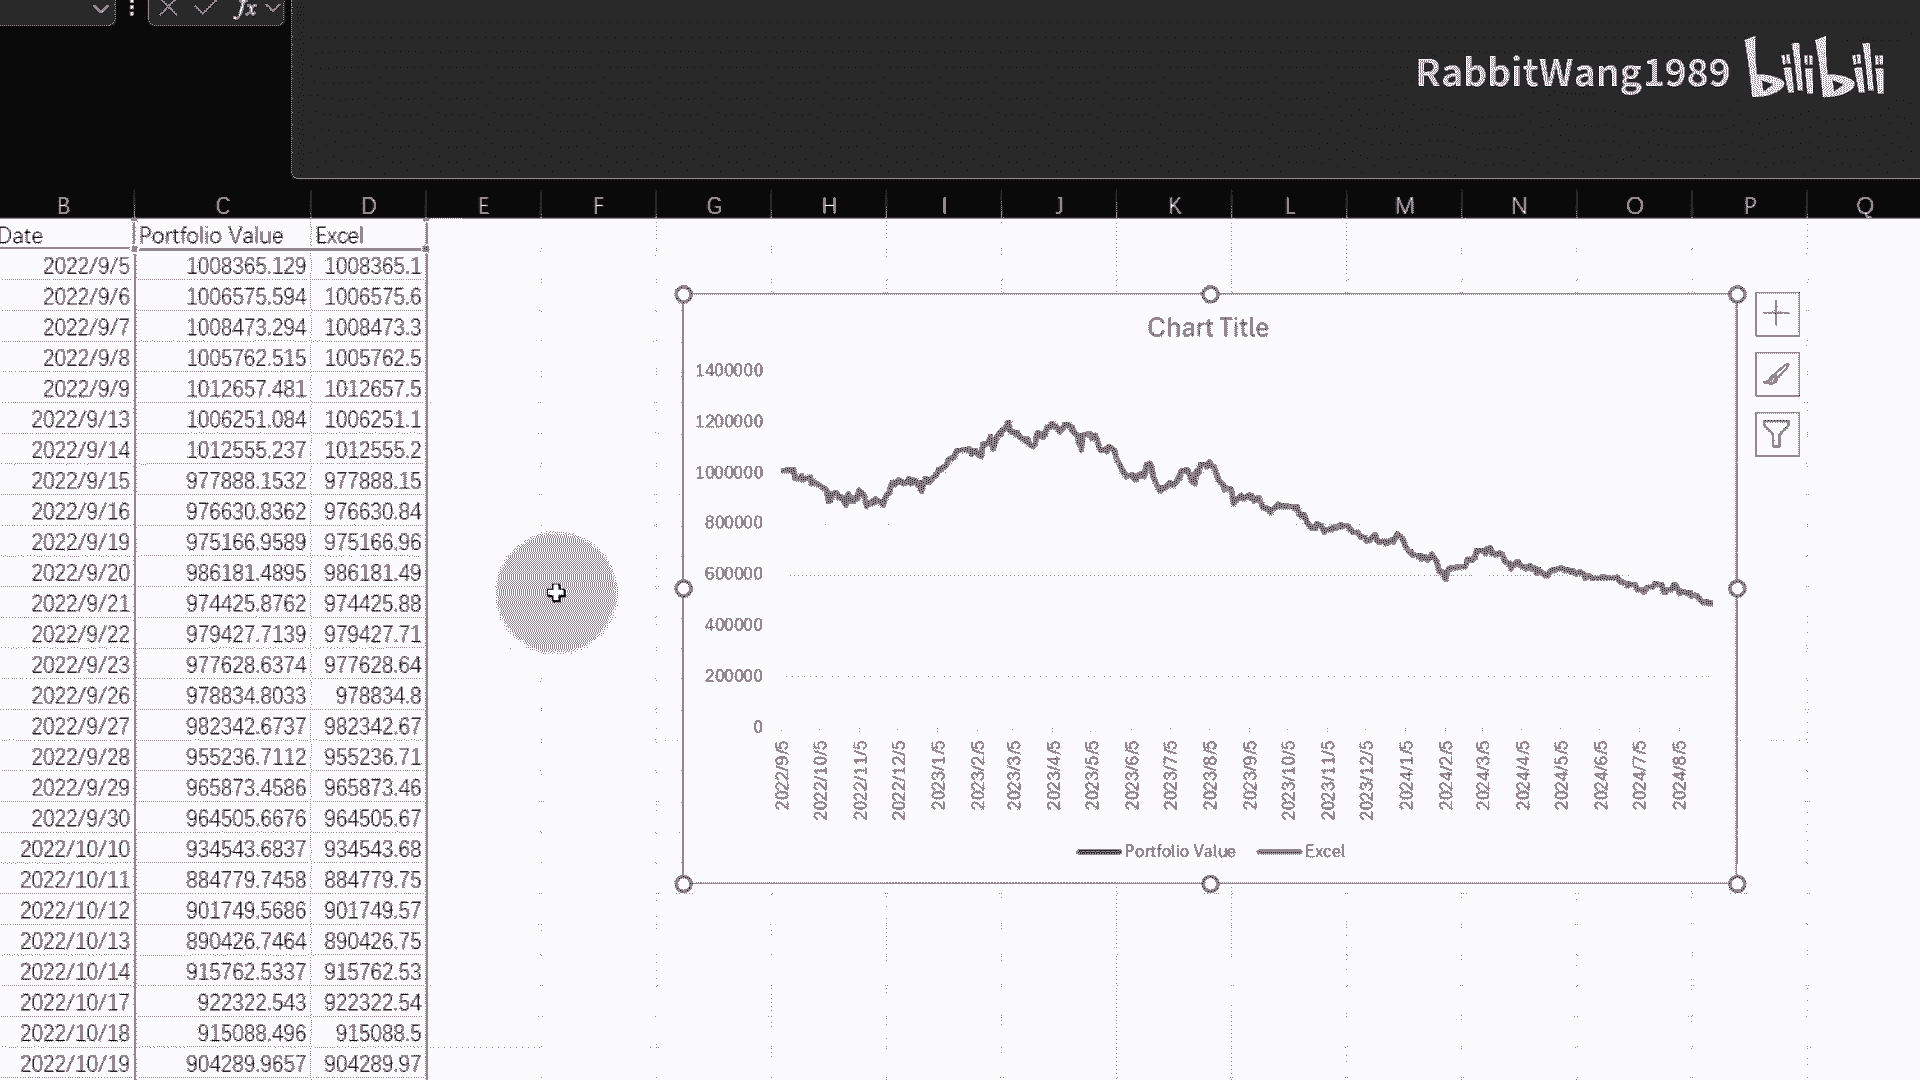 fx
RabbitWang1989 bilibili
B C D E F G H I J K L M N O P Q
Date Portfolio Value Excel
2022/9/5 1008365.129 1008365.1
2022/9/6 1006575.594 1006575.6
2022/9/7 1008473.294 1008473.3
2022/9/8 1005762.515 1005762.5
2022/9/9 1012657.481 1012657.5
2022/9/13 1006251.084 1006251.1
2022/9/14 1012555.237 1012555.2
2022/9/15 977888.1532 977888.15
2022/9/16 976630.8362 976630.84
2022/9/19 975166.9589 975166.96
2022/9/20 986181.4895 986181.49
2022/9/21 974425.8762 974425.88
2022/9/22 979427.7139 979427.71
2022/9/23 977628.6374 977628.64
2022/9/26 978834.8033 978834.8
2022/9/27 982342.6737 982342.67
2022/9/28 955236.7112 955236.71
2022/9/29 965873.4586 965873.46
2022/9/30 964505.6676 964505.67
2022/10/10 934543.6837 934543.68
2022/10/11 884779.7458 884779.75
2022/10/12 901749.5686 901749.57
2022/10/13 890426.7464 890426.75
2022/10/14 915762.5337 915762.53
2022/10/17 922322.543 922322.54
2022/10/18 915088.496 915088.5
2022/10/19 904289.9657 904289.97
Chart Title
1400000
1200000
1000000
800000
600000
400000
200000
0
2022/9/5 2022/10/5 2022/11/5 2022/12/5 2023/1/5 2023/2/5 2023/3/5 2023/4/5 2023/5/5 2023/6/5 2023/7/5 2023/8/5 2023/9/5 2023/10/5 2023/11/5 2023/12/5 2024/1/5 2024/2/5 2024/3/5 2024/4/5 2024/5/5 2024/6/5 2024/7/5 2024/8/5
Portfolio Value Excel